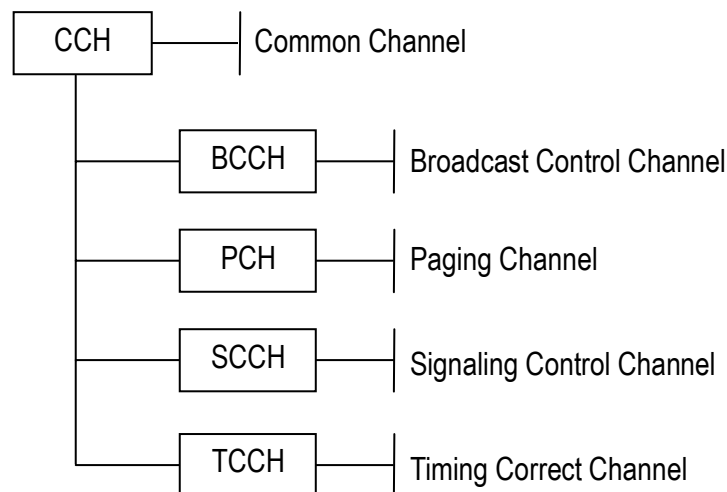 CCH Common Channel
BCCH Broadcast Control Channel
PCH Paging Channel
SCCH Signaling Control Channel
TCCH Timing Correct Channel